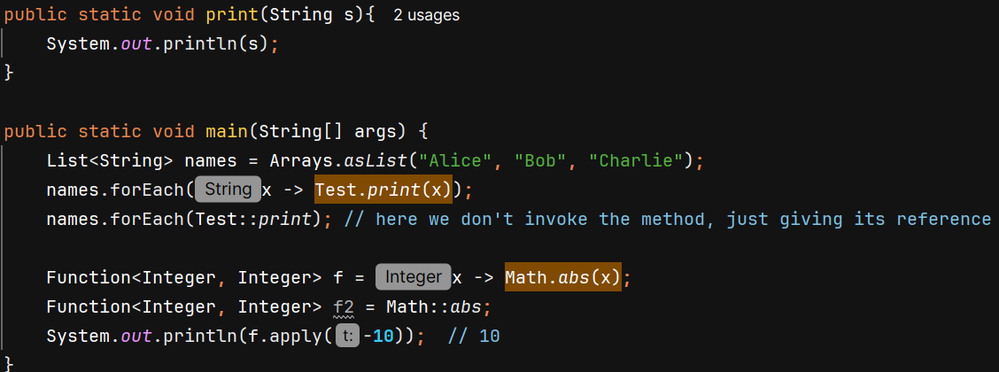 public static void print(String s){ 2 usages
    System.out.println(s);
}
public static void main(String[] args) {
    List<String> names = Arrays.asList("Alice", "Bob", "Charlie");
    names.forEach( String x -> Test.print(x));
    names.forEach(Test::print); // here we don't invoke the method, just giving its reference
    Function<Integer, Integer> f = Integer x -> Math.abs(x);
    Function<Integer, Integer> f2 = Math::abs;
    System.out.println(f.apply( t: -10));  // 10
}